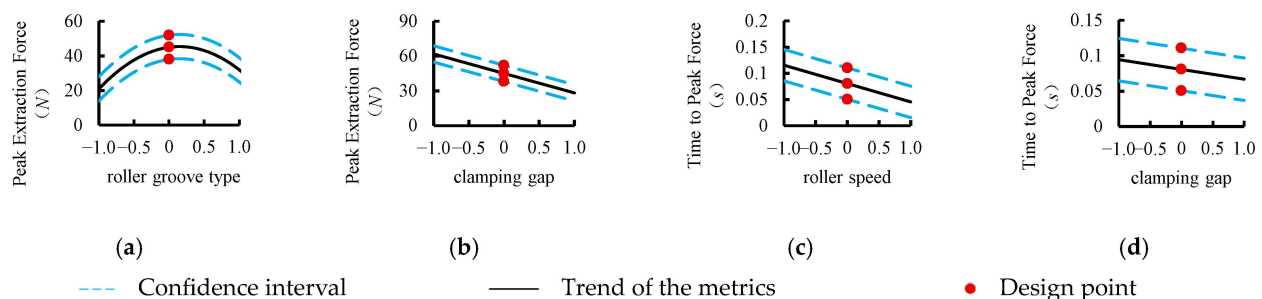 Peak Extraction Force
(N)
60
40
20
0
−1.0 −0.5 0 0.5 1.0
roller groove type
(a)
Peak Extraction Force
(N)
90
60
30
0
−1.0 −0.5 0 0.5 1.0
clamping gap
(b)
Time to Peak Force
(s)
0.2
0.15
0.1
0.05
0
−1.0 −0.5 0 0.5 1.0
roller speed
(c)
Time to Peak Force
(s)
0.15
0.1
0.05
0
−1.0 −0.5 0 0.5 1.0
clamping gap
(d)
Confidence interval
Trend of the metrics
Design point